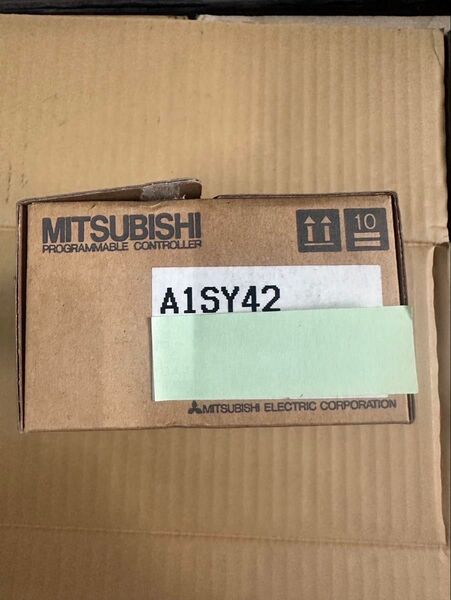 MITSUBISHI
PROGRAMMABLE CONTROLLER
10
A1SY42
MITSUBISHI ELECTRIC CORPORATION